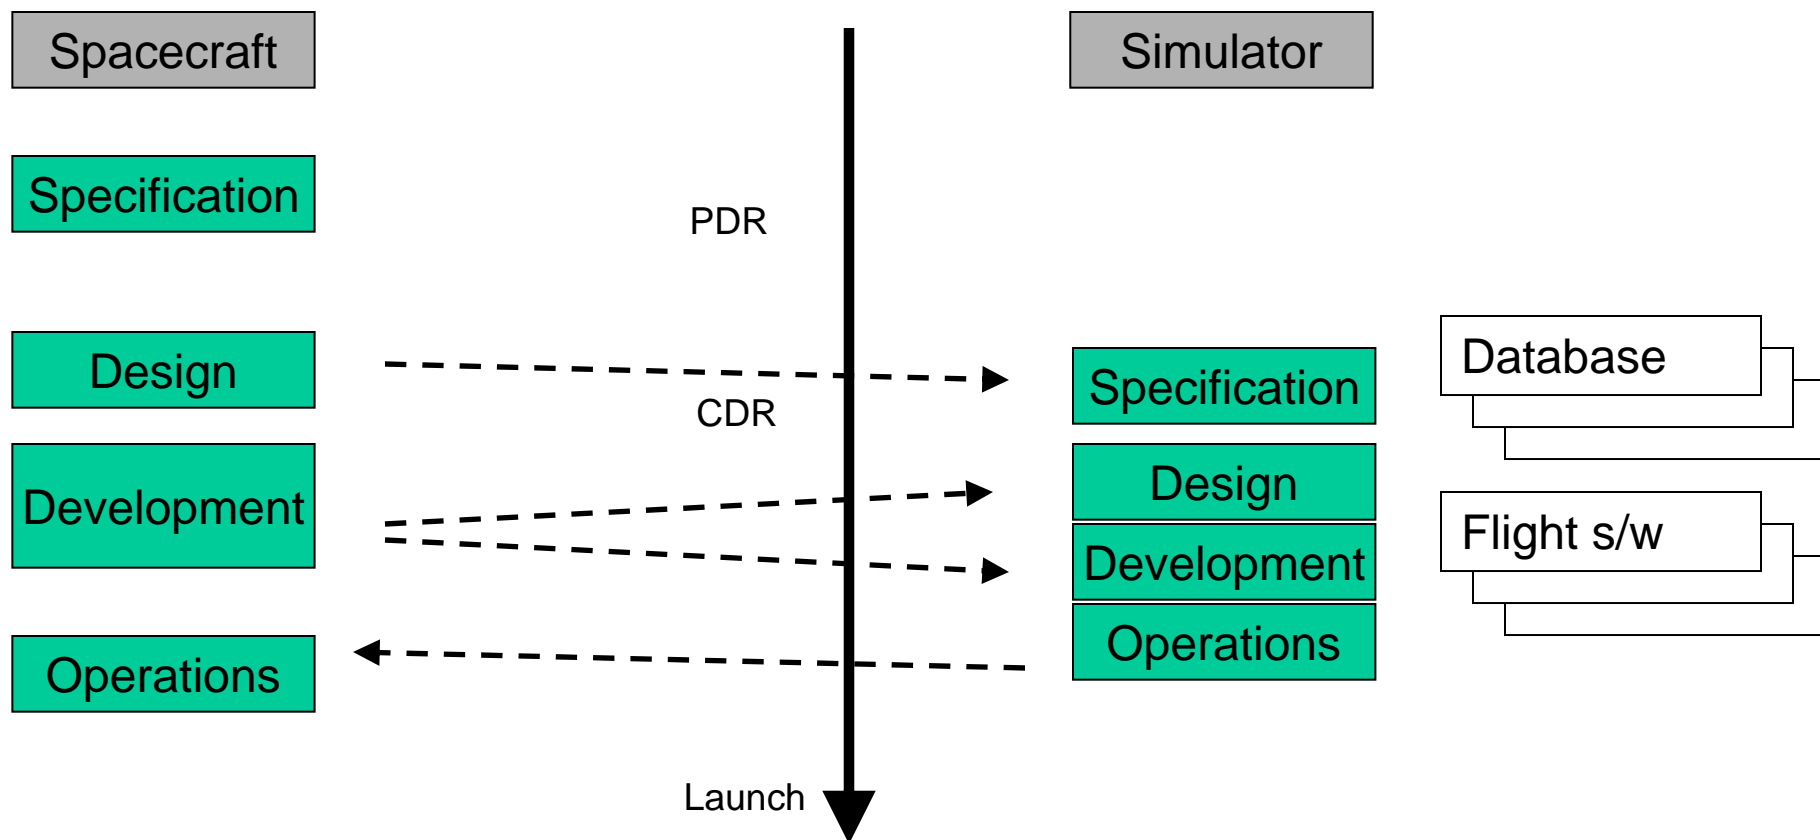 Spacecraft
Simulator
Specification
PDR
Design
Specification
Database
CDR
Development
Design
Flight s/w
Development
Operations
Operations
Launch